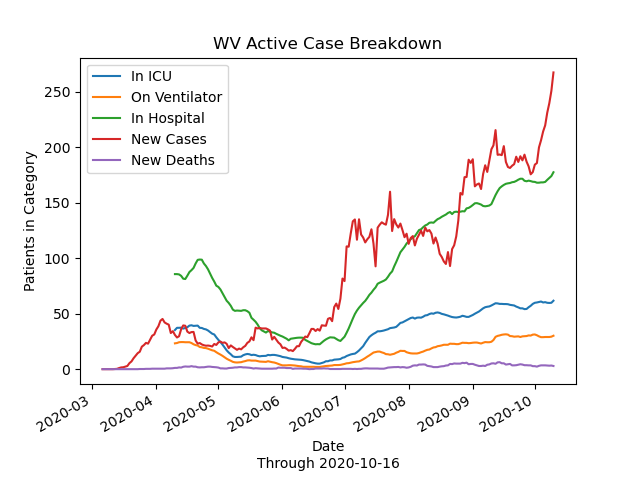 WV Active Case Breakdown
In ICU
On Ventilator
In Hospital
New Cases
New Deaths
Patients in Category
250
200
150
100
50
0
2020-03
2020-04
2020-05
2020-06
2020-07
2020-08
2020-09
2020-10
Date
Through 2020-10-16